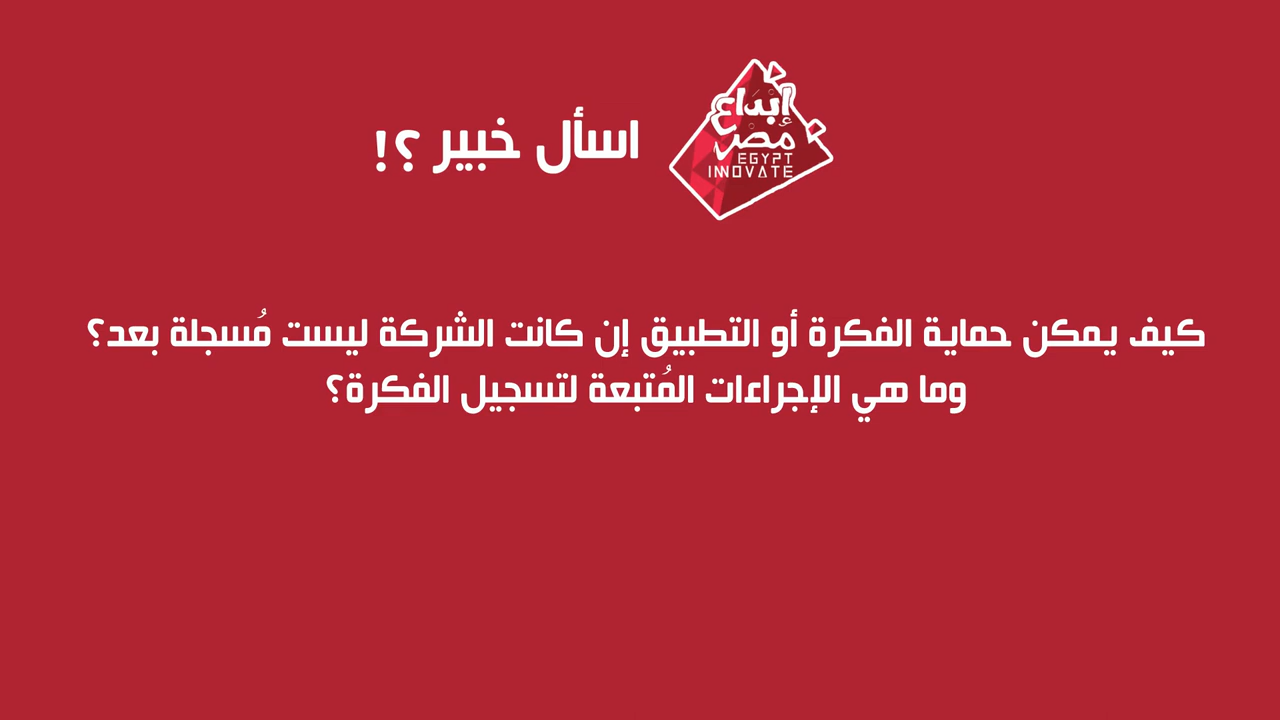 إبداع
مصر
EGYPT
INNOVATE
اسأل خبير ؟!
كيف يمكن حماية الفكرة أو التطبيق إن كانت الشركة ليست مُسجلة بعد؟
وما هي الإجراءات المُتبعة لتسجيل الفكرة؟